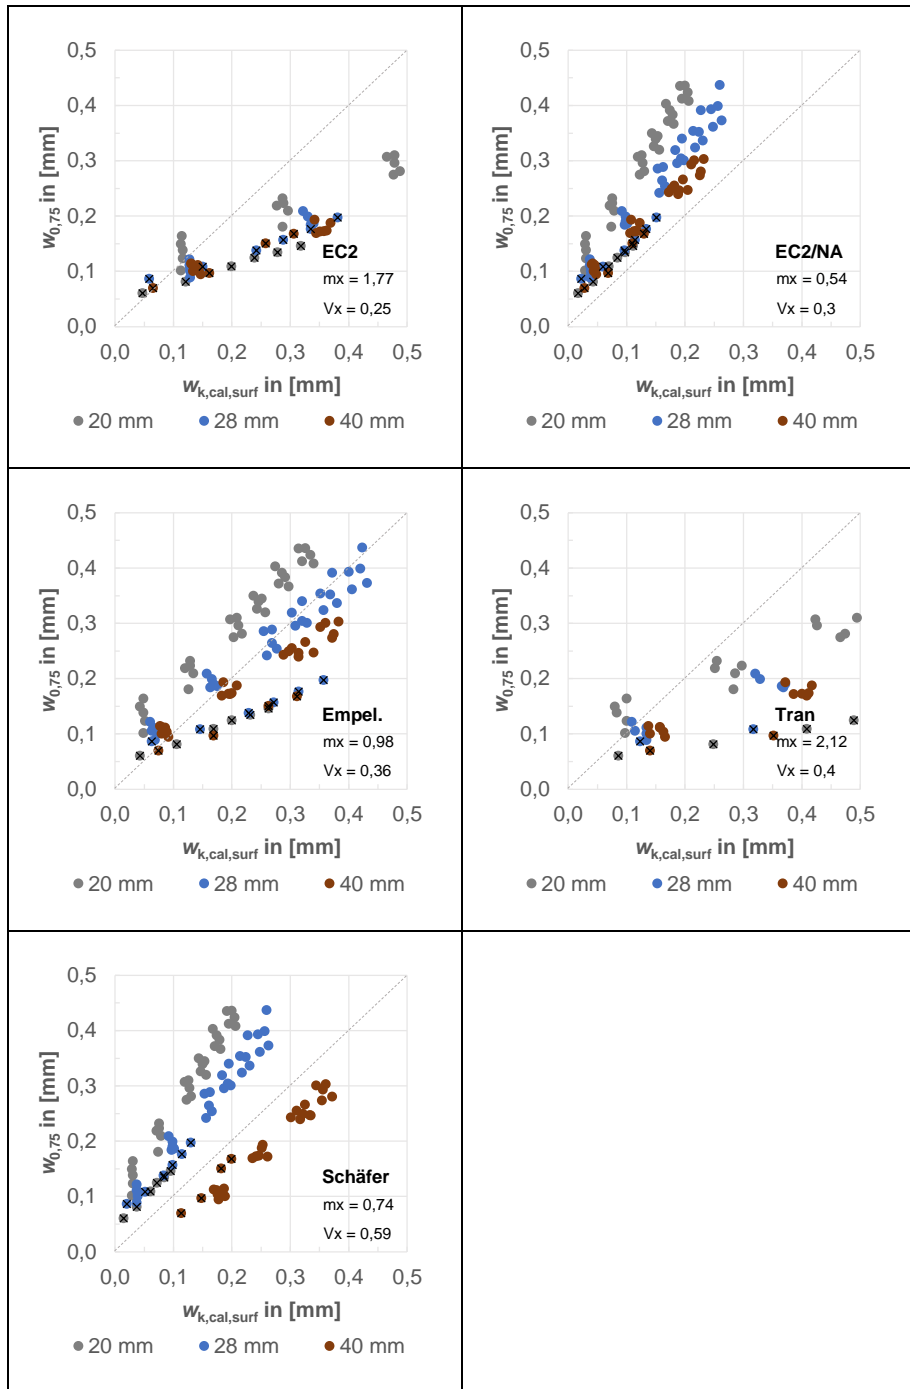 0,5
0,4
0,3
0,2
0,1
0,0
w0,75 in [mm]
EC2
mx = 1,77
Vx = 0,25
0,0 0,1 0,2 0,3 0,4 0,5
wk,cal,surf in [mm]
20 mm 28 mm 40 mm
0,5
0,4
0,3
0,2
0,1
0,0
w0,75 in [mm]
EC2/NA
mx = 0,54
Vx = 0,3
0,0 0,1 0,2 0,3 0,4 0,5
wk,cal,surf in [mm]
20 mm 28 mm 40 mm
0,5
0,4
0,3
0,2
0,1
0,0
w0,75 in [mm]
Empel.
mx = 0,98
Vx = 0,36
0,0 0,1 0,2 0,3 0,4 0,5
wk,cal,surf in [mm]
20 mm 28 mm 40 mm
0,5
0,4
0,3
0,2
0,1
0,0
w0,75 in [mm]
Tran
mx = 2,12
Vx = 0,4
0,0 0,1 0,2 0,3 0,4 0,5
wk,cal,surf in [mm]
20 mm 28 mm 40 mm
0,5
0,4
0,3
0,2
0,1
0,0
w0,75 in [mm]
Schäfer
mx = 0,74
Vx = 0,59
0,0 0,1 0,2 0,3 0,4 0,5
wk,cal,surf in [mm]
20 mm 28 mm 40 mm